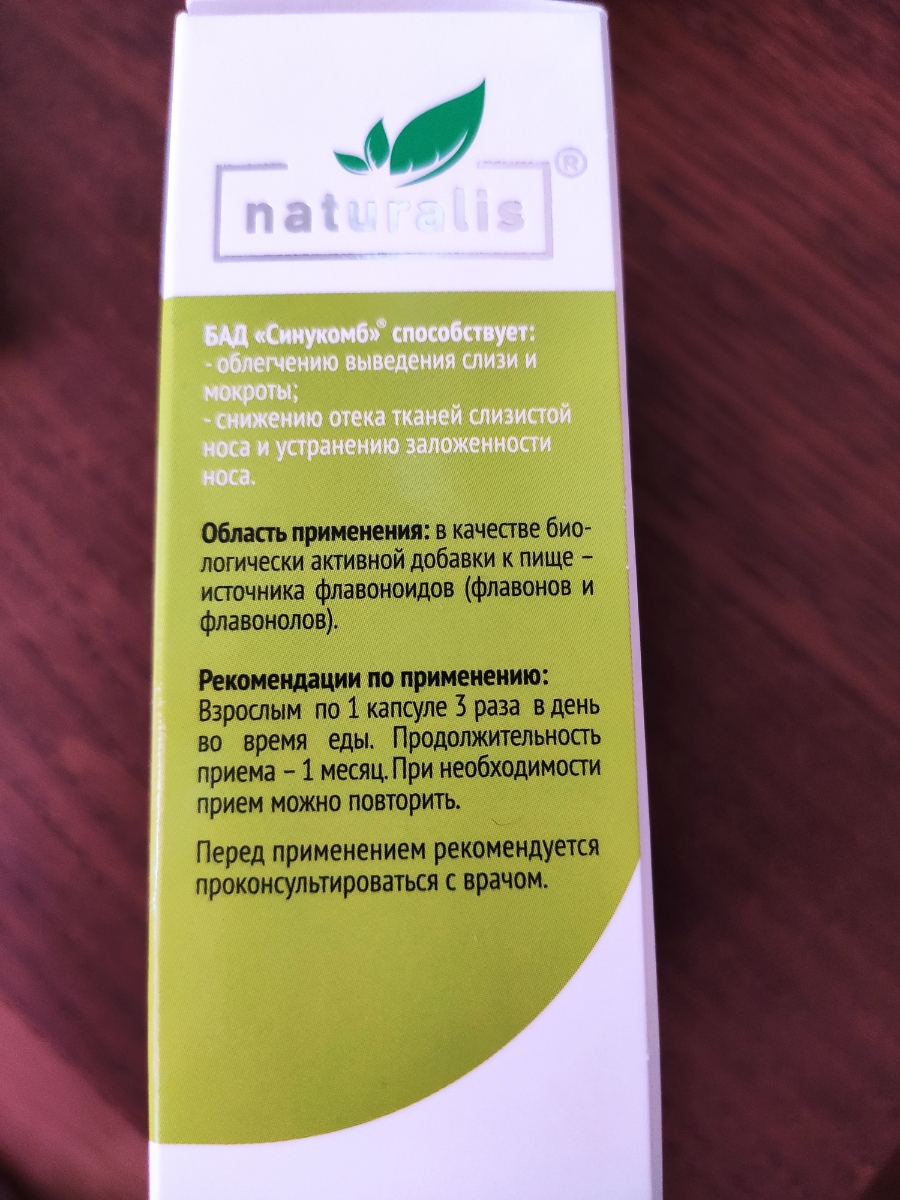 naturalis®
БАД «Синукомб»® способствует:
- облегчению выведения слизи и
мокроты;
- снижению отека тканей слизистой
носа и устранению заложенности
носа.
Область применения: в качестве био-
логически активной добавки к пище –
источника флавоноидов (флавонов и
флавонолов).
Рекомендации по применению:
Взрослым по 1 капсуле 3 раза в день
во время еды. Продолжительность
приема – 1 месяц. При необходимости
прием можно повторить.
Перед применением рекомендуется
проконсультироваться с врачом.